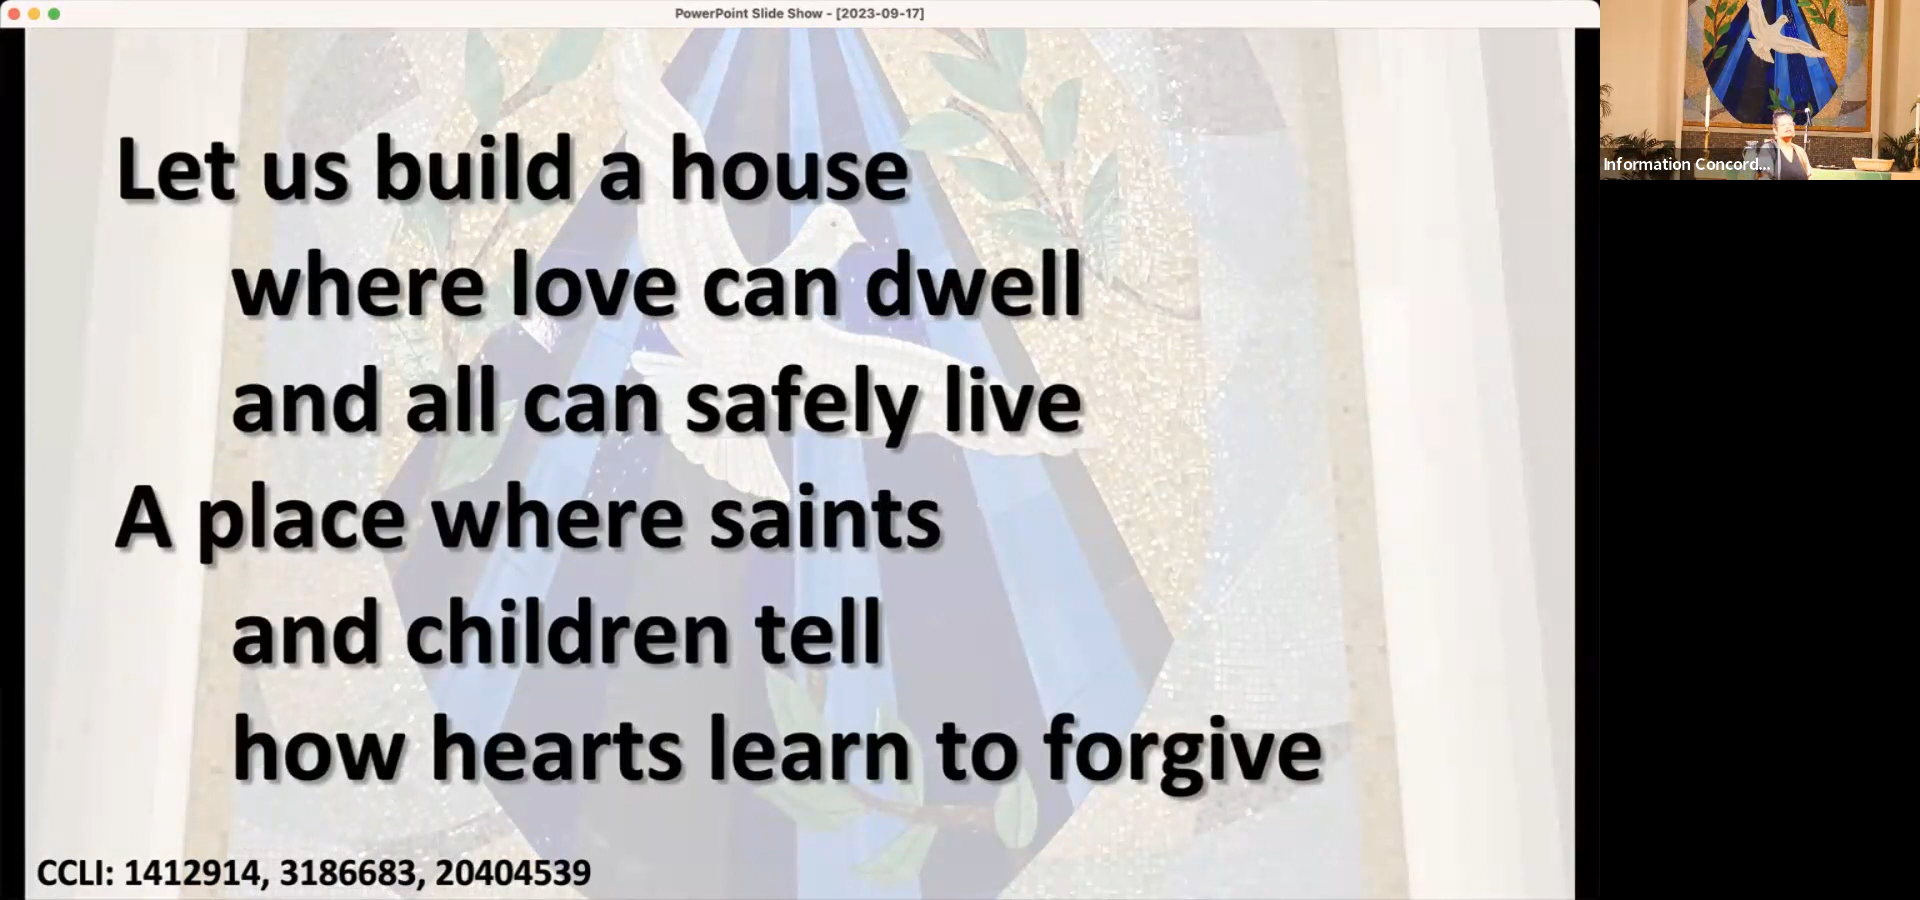 PowerPoint Slide Show - [2023-09-17]
Let us build a house
where love can dwell
and all can safely live
A place where saints
and children tell
how hearts learn to forgive
CCLI: 1412914, 3186683, 20404539
Information Concord...